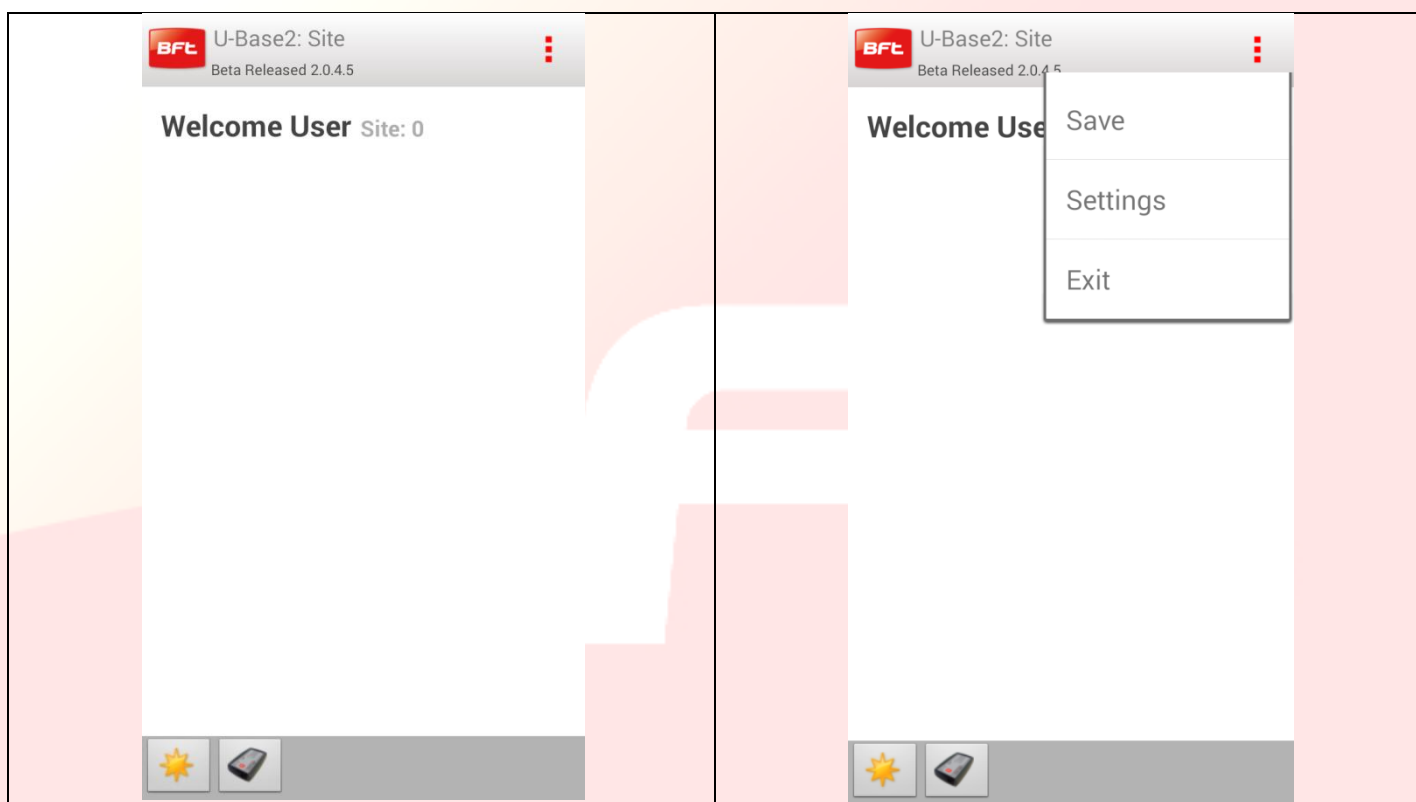 BFt U-Base2: Site
Beta Released 2.0.4.5
Welcome User Site: 0
BFt U-Base2: Site
Beta Released 2.0.4.5
Welcome Use
Save
Settings
Exit